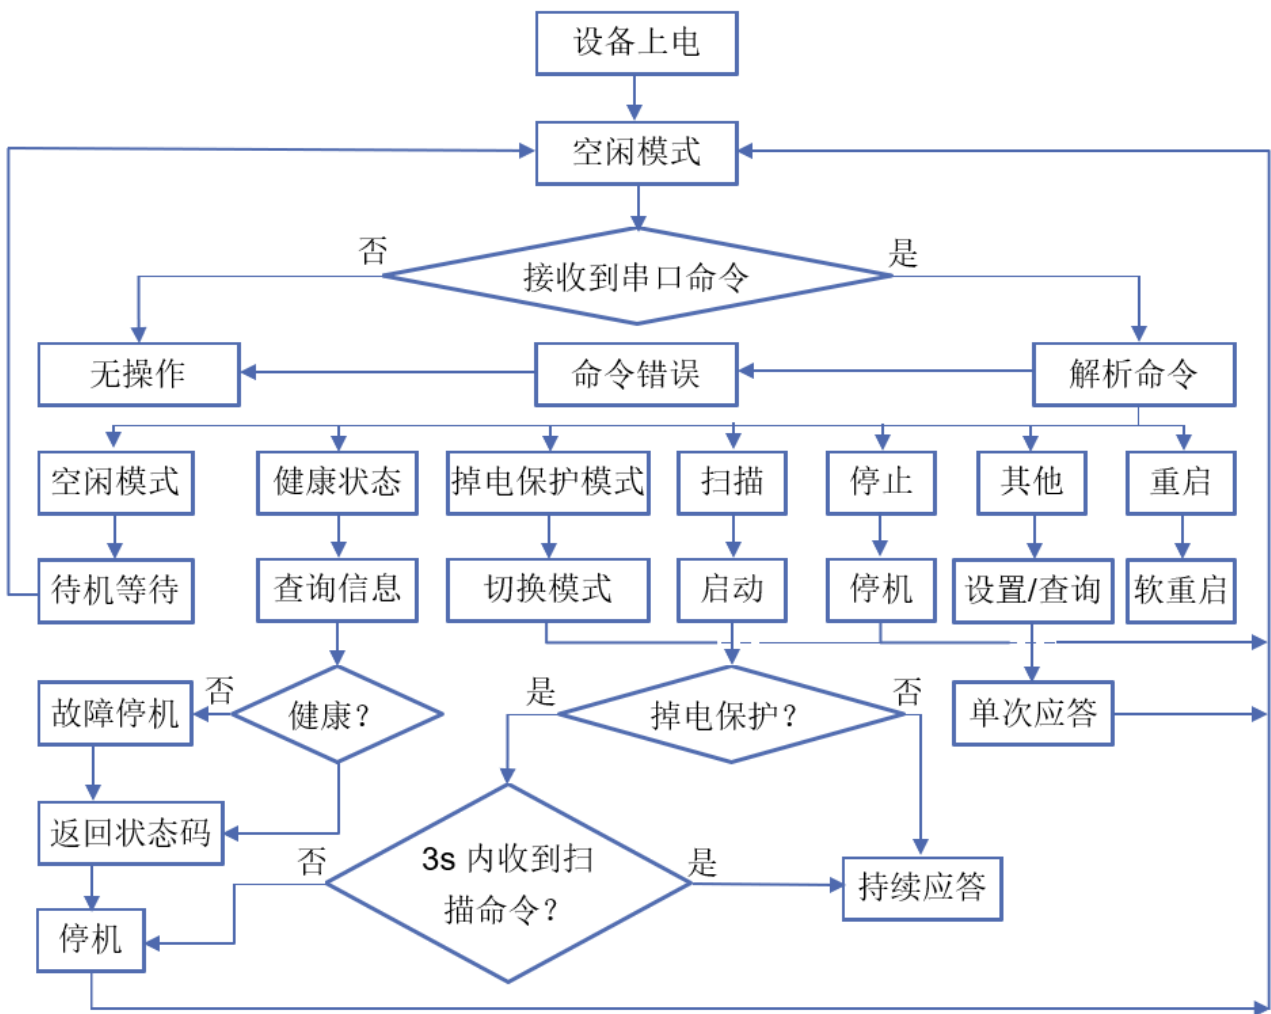 设备上电
空闲模式
否
是
接收到串口命令
无操作
命令错误
解析命令
空闲模式
健康状态
掉电保护模式
扫描
停止
其他
重启
待机等待
查询信息
切换模式
启动
停机
设置/查询
软重启
故障停机
否
健康？
是
掉电保护？
否
单次应答
返回状态码
否
3s 内收到扫
描命令？
是
持续应答
停机